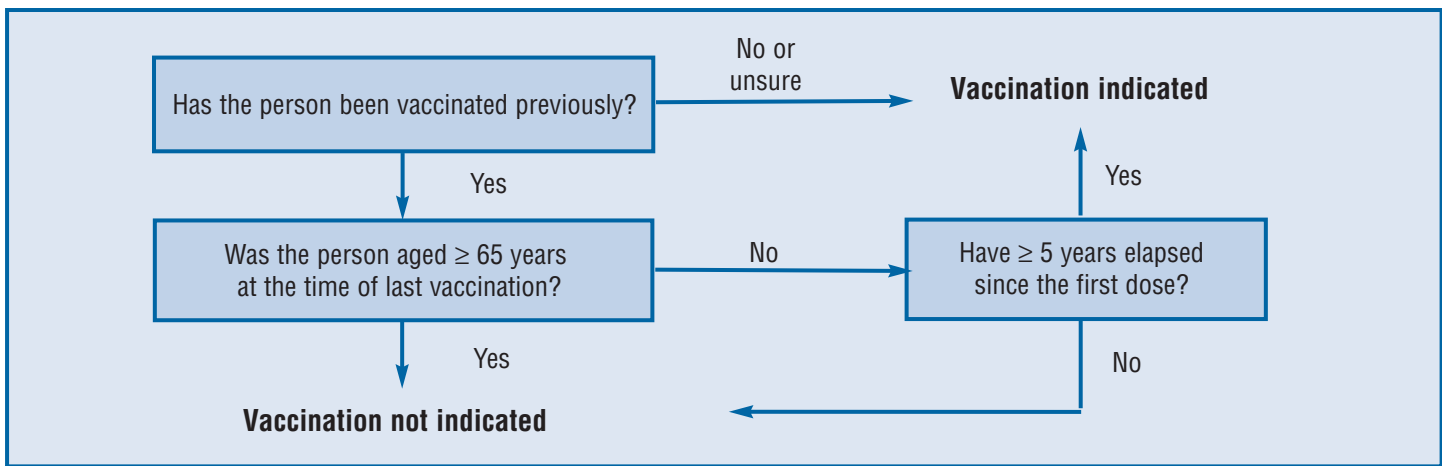 No or
unsure
Has the person been vaccinated previously?
Vaccination indicated
Yes
Yes
Was the person aged ≥ 65 years
at the time of last vaccination?
No
Have ≥ 5 years elapsed
since the first dose?
Yes
No
Vaccination not indicated